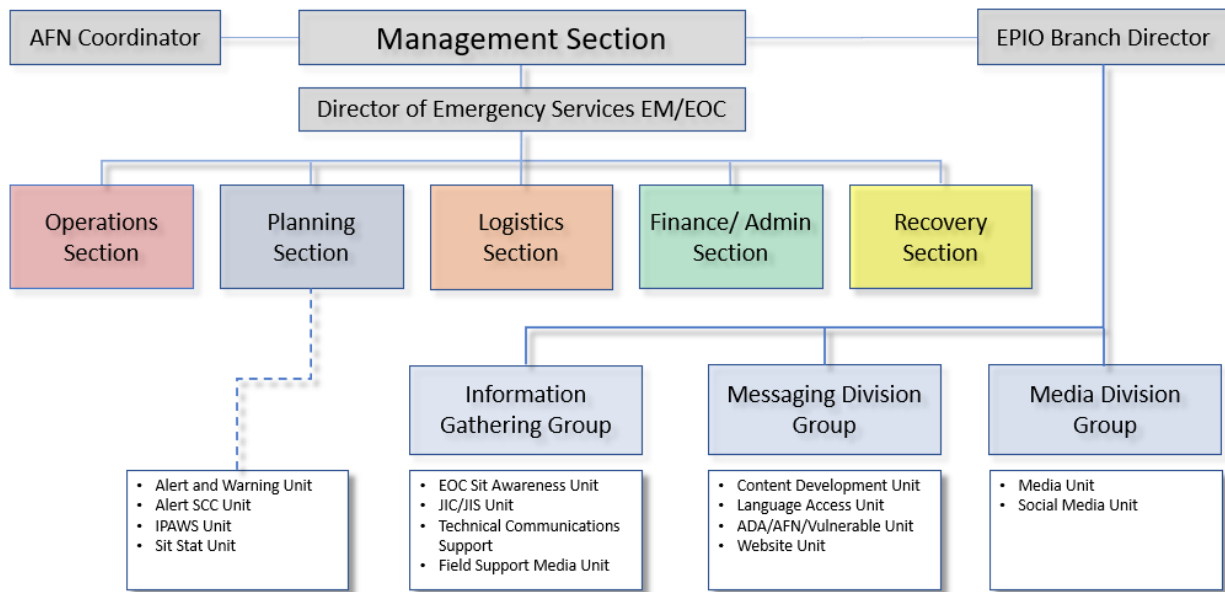 AFN Coordinator
Management Section
EPIO Branch Director
Director of Emergency Services EM/EOC
Operations
Section
Planning
Section
Logistics
Section
Finance/ Admin
Section
Recovery
Section
Information
Gathering Group
Messaging Division
Group
Media Division
Group
• Alert and Warning Unit
• Alert SCC Unit
• IPAWS Unit
• Sit Stat Unit
• EOC Sit Awareness Unit
• JIC/JIS Unit
• Technical Communications
Support
• Field Support Media Unit
• Content Development Unit
• Language Access Unit
• ADA/AFN/Vulnerable Unit
• Website Unit
• Media Unit
• Social Media Unit